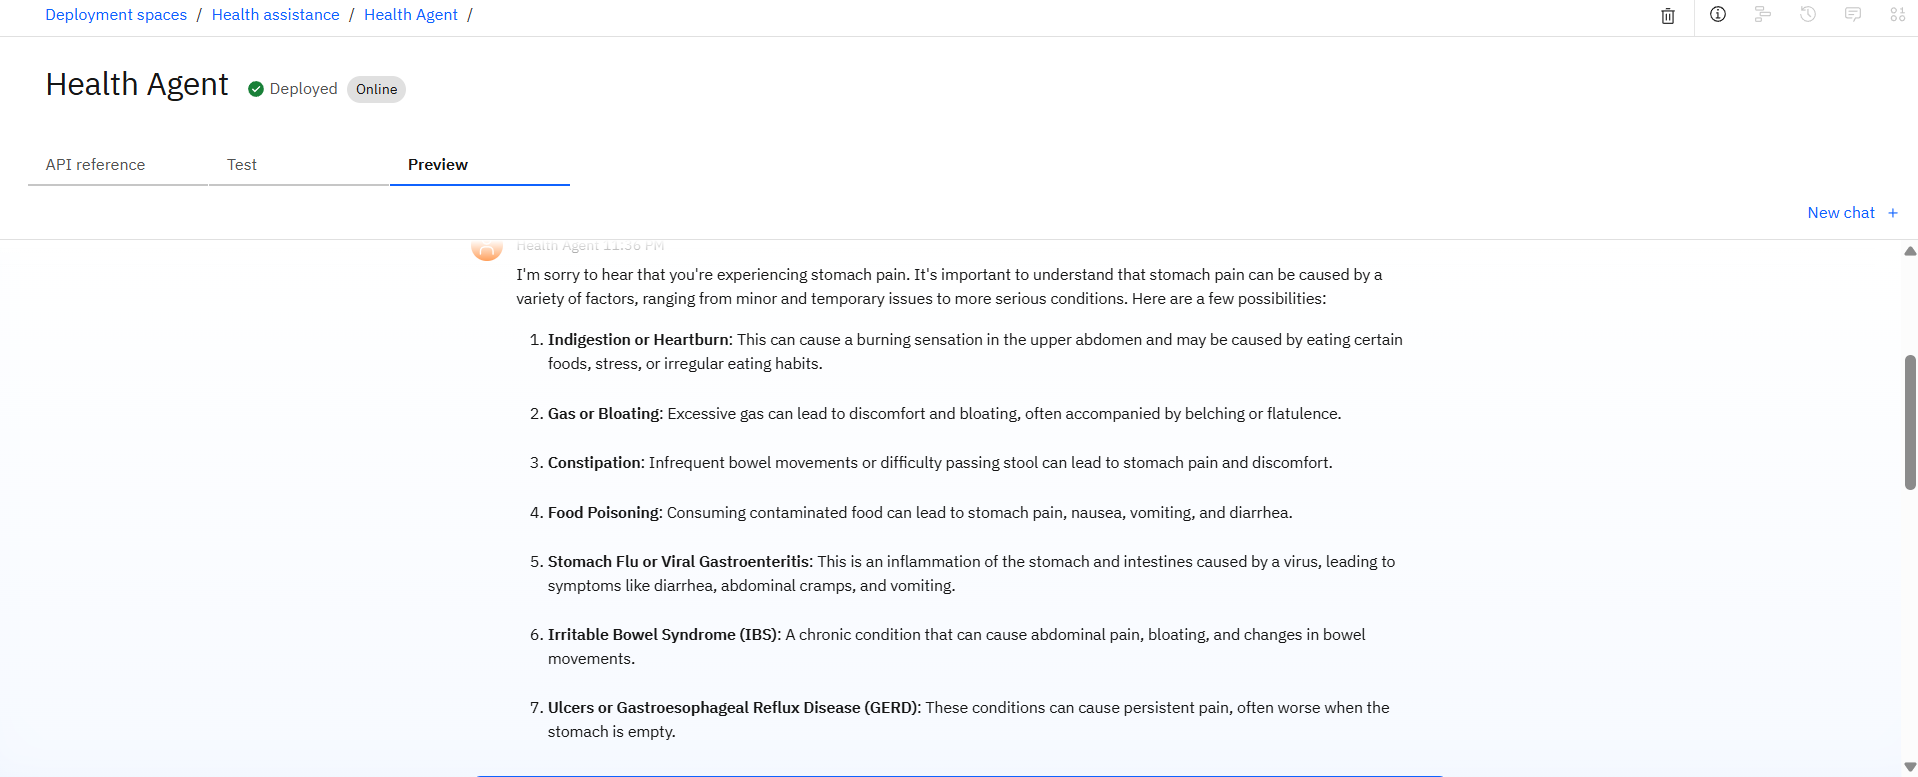 Deployment spaces / Health assistance / Health Agent /
Health Agent Deployed Online
API reference Test Preview
New chat +
Health Agent 11:36 PM
I'm sorry to hear that you're experiencing stomach pain. It's important to understand that stomach pain can be caused by a
variety of factors, ranging from minor and temporary issues to more serious conditions. Here are a few possibilities:
1. Indigestion or Heartburn: This can cause a burning sensation in the upper abdomen and may be caused by eating certain
foods, stress, or irregular eating habits.
2. Gas or Bloating: Excessive gas can lead to discomfort and bloating, often accompanied by belching or flatulence.
3. Constipation: Infrequent bowel movements or difficulty passing stool can lead to stomach pain and discomfort.
4. Food Poisoning: Consuming contaminated food can lead to stomach pain, nausea, vomiting, and diarrhea.
5. Stomach Flu or Viral Gastroenteritis: This is an inflammation of the stomach and intestines caused by a virus, leading to
symptoms like diarrhea, abdominal cramps, and vomiting.
6. Irritable Bowel Syndrome (IBS): A chronic condition that can cause abdominal pain, bloating, and changes in bowel
movements.
7. Ulcers or Gastroesophageal Reflux Disease (GERD): These conditions can cause persistent pain, often worse when the
stomach is empty.